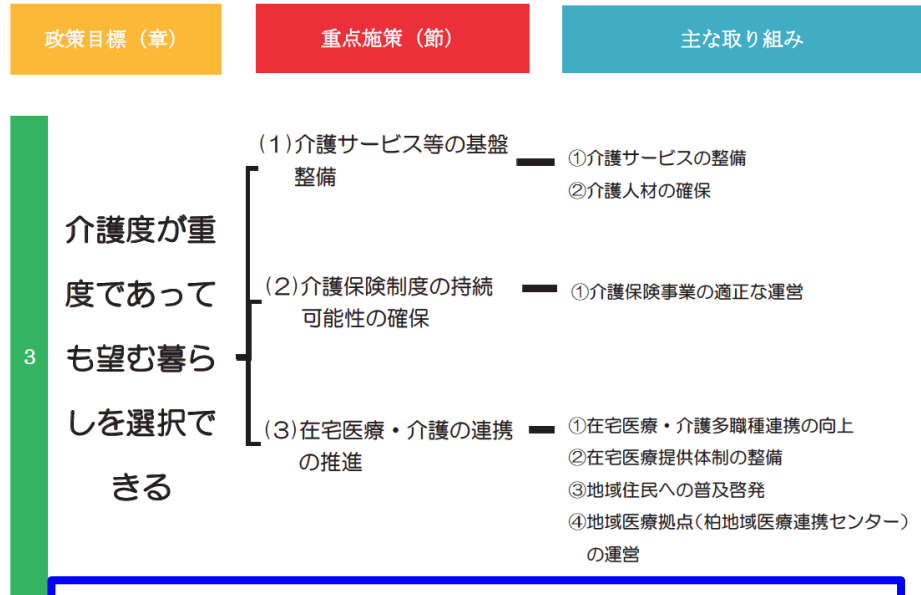 政策目標（章）
重点施策（節）
主な取り組み
3
介護度が重
度であって
も望む暮ら
しを選択で
きる
(1)介護サービス等の基盤
整備
①介護サービスの整備
②介護人材の確保
(2)介護保険制度の持続
可能性の確保
①介護保険事業の適正な運営
(3)在宅医療・介護の連携
の推進
①在宅医療・介護多職種連携の向上
②在宅医療提供体制の整備
③地域住民への普及啓発
④地域医療拠点(柏地域医療連携センター)
の運営